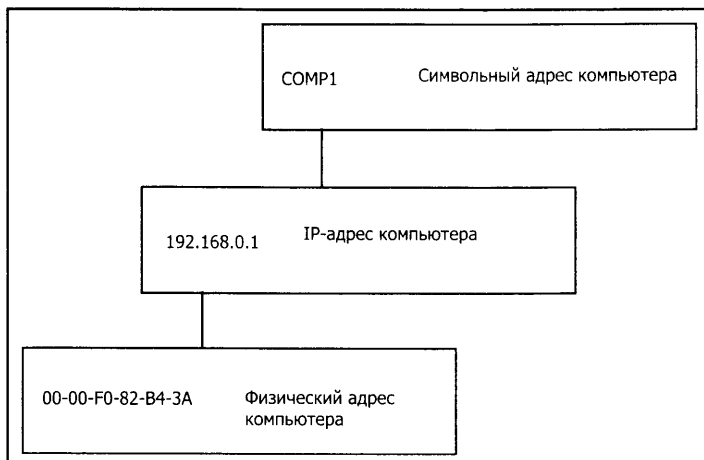 COMP1 Символьный адрес компьютера
192.168.0.1 IP-адрес компьютера
00-00-F0-82-B4-3A Физический адрес
компьютера